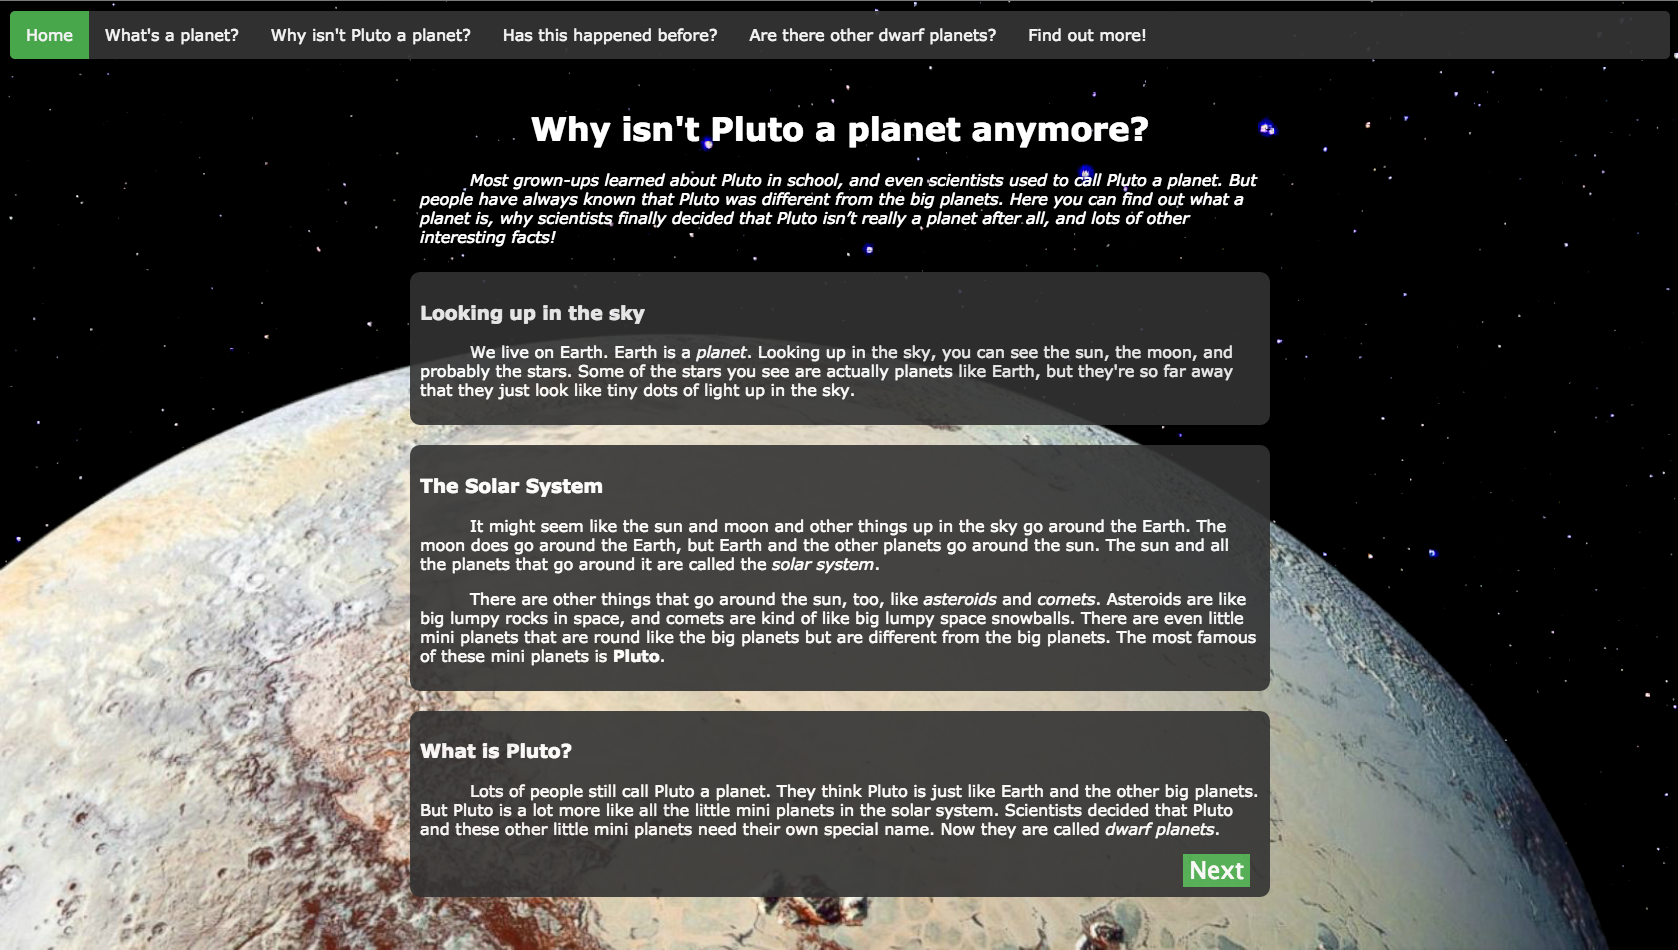 Home What's a planet? Why isn't Pluto a planet? Has this happened before? Are there other dwarf planets? Find out more!
Why isn't Pluto a planet anymore?
Most grown-ups learned about Pluto in school, and even scientists used to call Pluto a planet. But
people have always known that Pluto was different from the big planets. Here you can find out what a
planet is, why scientists finally decided that Pluto isn’t really a planet after all, and lots of other
interesting facts!
Looking up in the sky
We live on Earth. Earth is a planet. Looking up in the sky, you can see the sun, the moon, and
probably the stars. Some of the stars you see are actually planets like Earth, but they're so far away
that they just look like tiny dots of light up in the sky.
The Solar System
It might seem like the sun and moon and other things up in the sky go around the Earth. The
moon does go around the Earth, but Earth and the other planets go around the sun. The sun and all
the planets that go around it are called the solar system.
There are other things that go around the sun, too, like asteroids and comets. Asteroids are like
big lumpy rocks in space, and comets are kind of like big lumpy space snowballs. There are even little
mini planets that are round like the big planets but are different from the big planets. The most famous
of these mini planets is Pluto.
What is Pluto?
Lots of people still call Pluto a planet. They think Pluto is just like Earth and the other big planets.
But Pluto is a lot more like all the little mini planets in the solar system. Scientists decided that Pluto
and these other little mini planets need their own special name. Now they are called dwarf planets.
Next